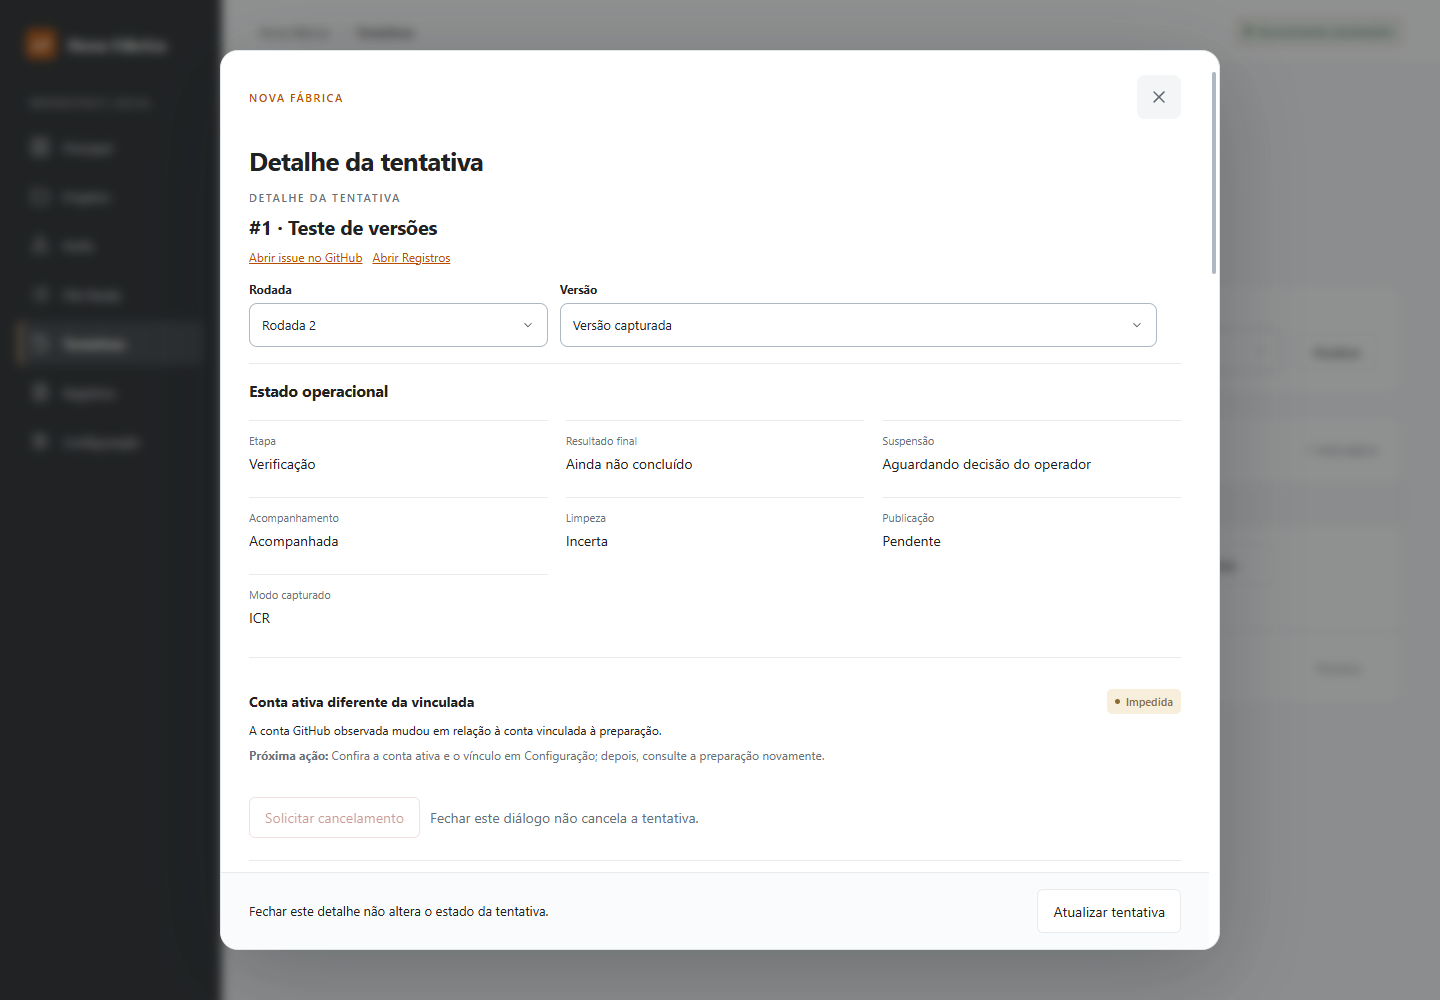 NOVA FÁBRICA
Detalhe da tentativa
DETALHE DA TENTATIVA
#1 · Teste de versões
Abrir issue no GitHub Abrir Registros
Rodada Versão
Rodada 2 Versão capturada
Estado operacional
Etapa Resultado final Suspensão
Verificação Ainda não concluído Aguardando decisão do operador
Acompanhamento Limpeza Publicação
Acompanhada Incerta Pendente
Modo capturado
ICR
Conta ativa diferente da vinculada Impedida
A conta GitHub observada mudou em relação à conta vinculada à preparação.
Próxima ação: Confira a conta ativa e o vínculo em Configuração; depois, consulte a preparação novamente.
Solicitar cancelamento Fechar este diálogo não cancela a tentativa.
Fechar este detalhe não altera o estado da tentativa. Atualizar tentativa